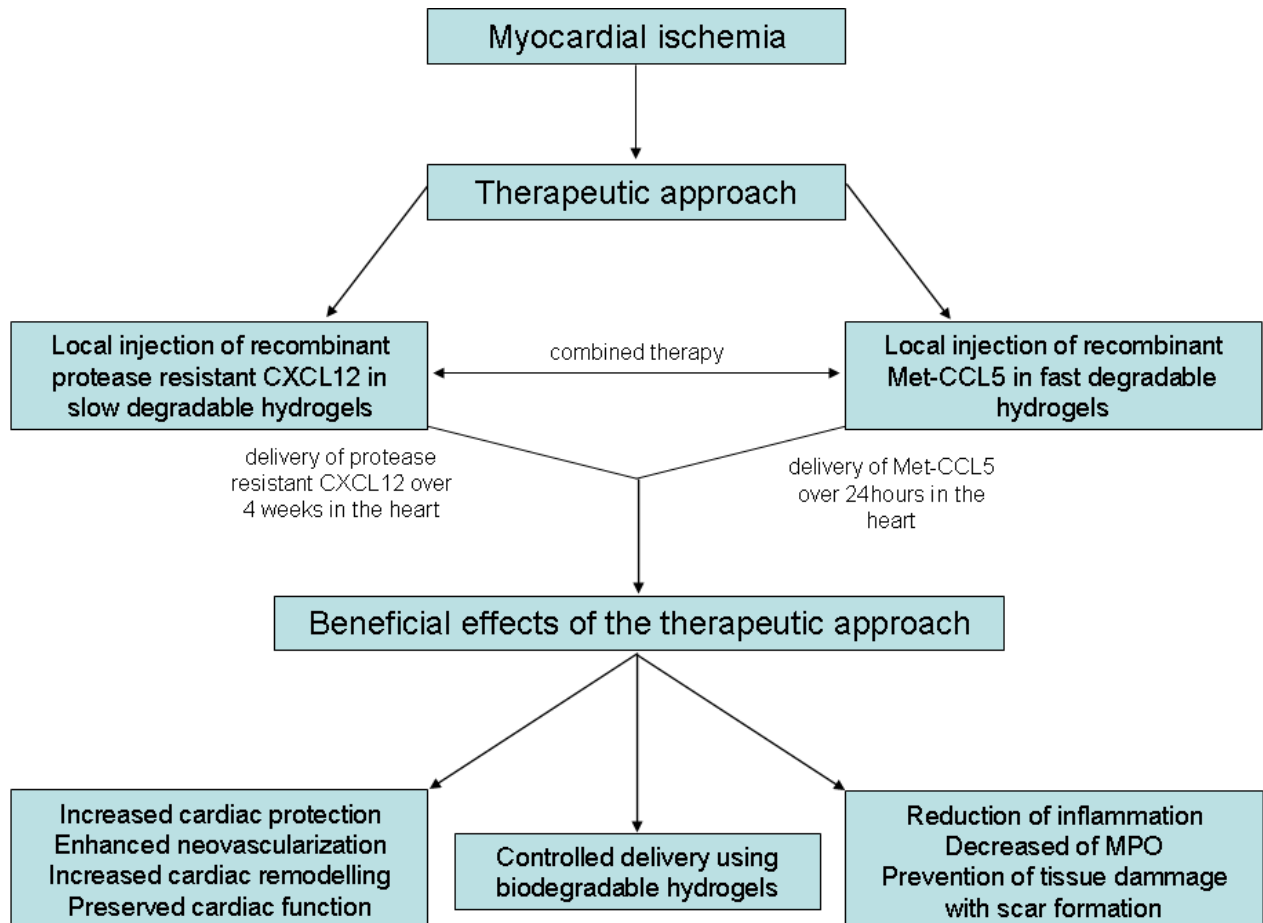 Myocardial ischemia
Therapeutic approach
Local injection of recombinant
protease resistant CXCL12 in
slow degradable hydrogels
combined therapy
Local injection of recombinant
Met-CCL5 in fast degradable
hydrogels
delivery of protease
resistant CXCL12 over
4 weeks in the heart
delivery of Met-CCL5
over 24hours in the
heart
Beneficial effects of the therapeutic approach
Increased cardiac protection
Enhanced neovascularization
Increased cardiac remodelling
Preserved cardiac function
Controlled delivery using
biodegradable hydrogels
Reduction of inflammation
Decreased of MPO
Prevention of tissue dammage
with scar formation